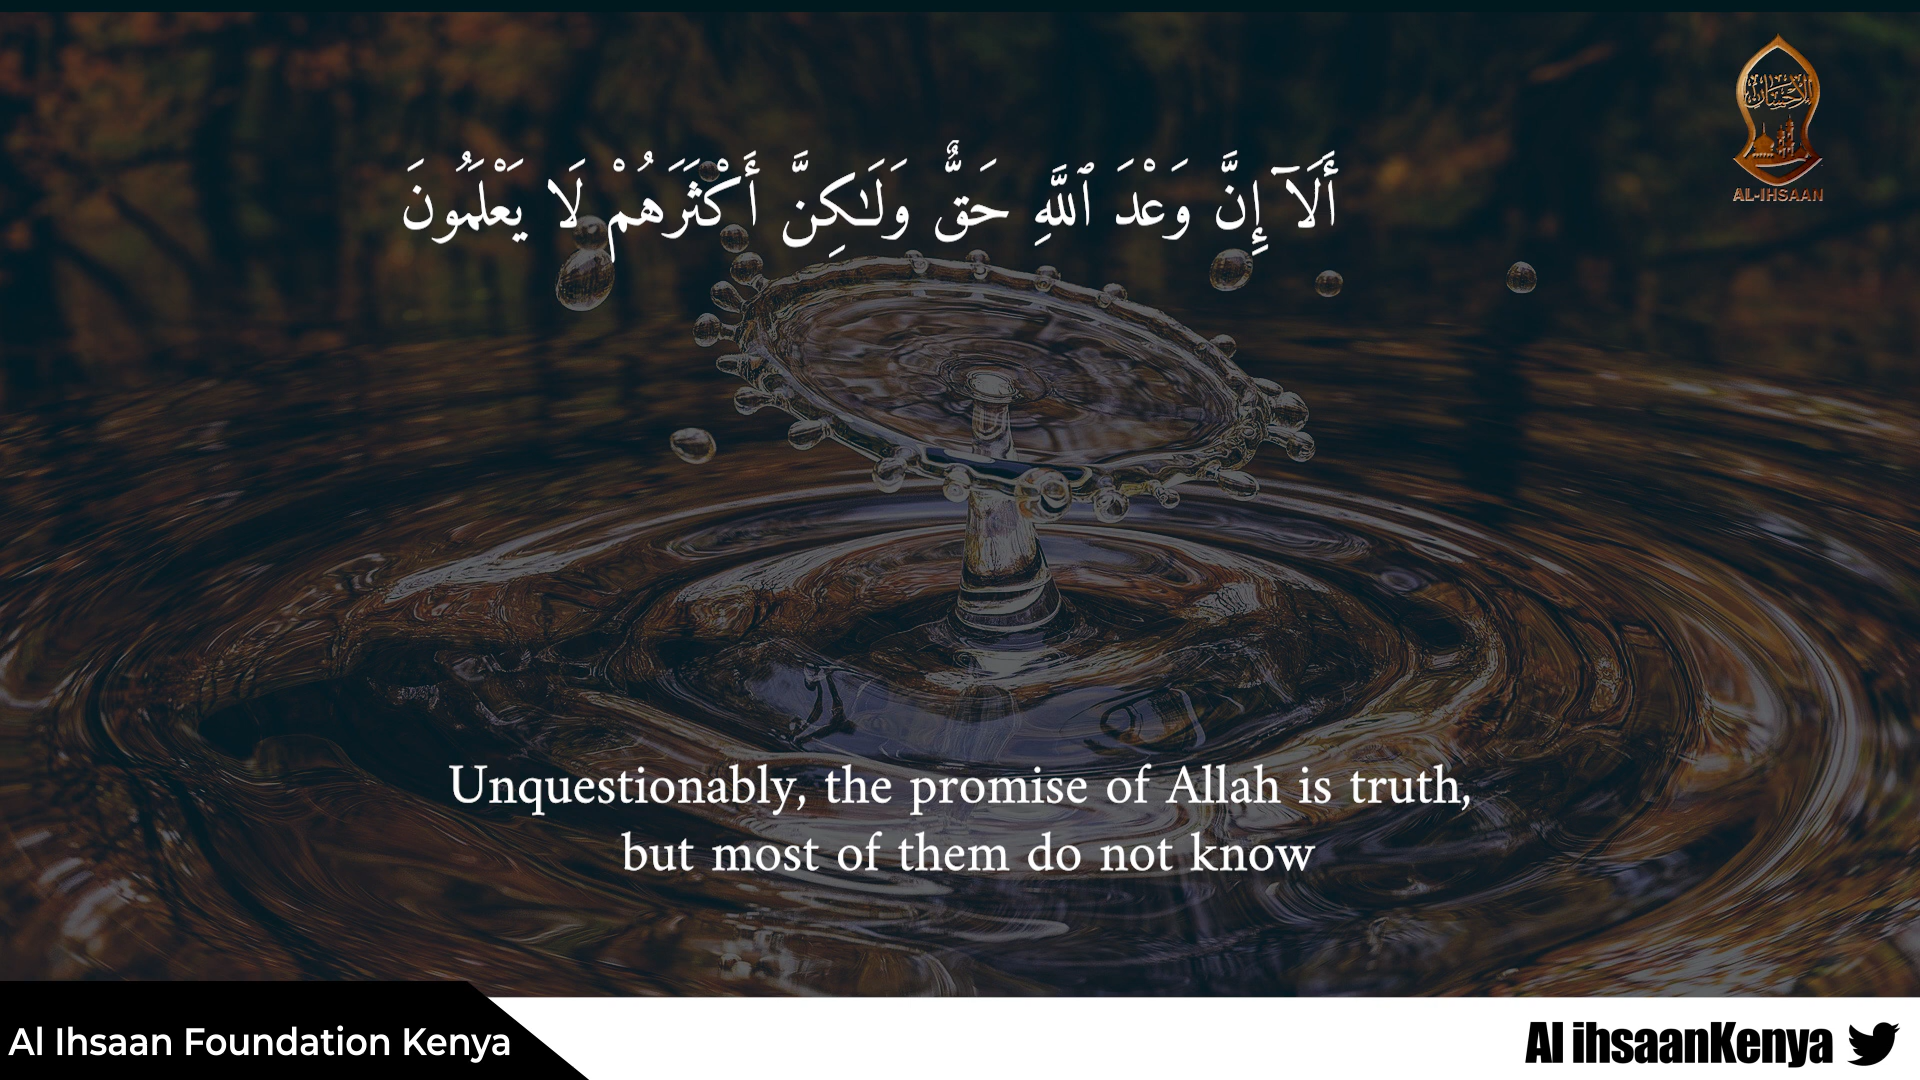 أَلَآ إِنَّ وَعْدَ ٱللَّهِ حَقٌّ وَلَـٰكِنَّ أَكْثَرَهُمْ لَا يَعْلَمُونَ
الإحسان
AL-IHSAAN
Unquestionably, the promise of Allah is truth,
but most of them do not know
Al Ihsaan Foundation Kenya
Al ihsaanKenya